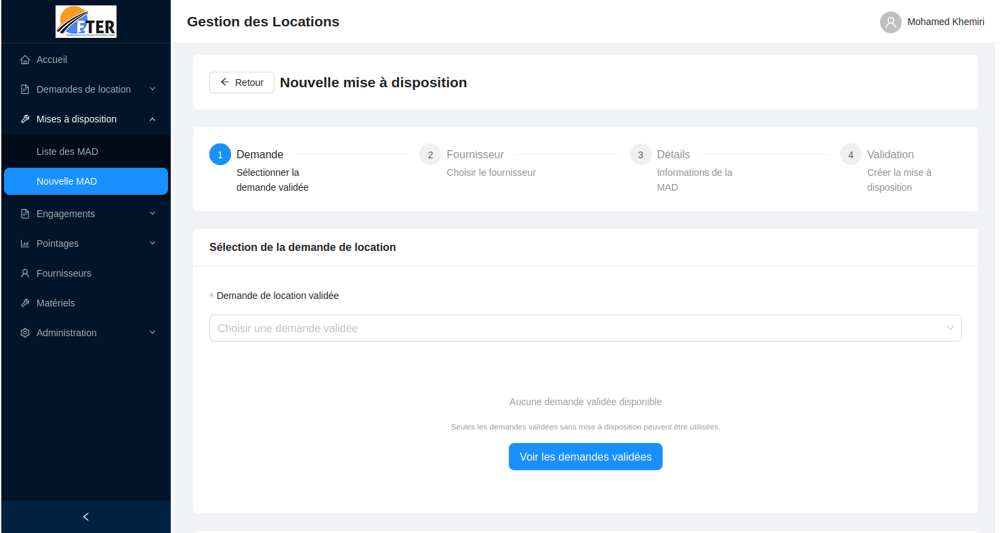 ETER
Gestion des Locations
Mohamed Khemiri
Accueil
Demandes de location
Mises à disposition
Liste des MAD
Nouvelle MAD
Engagements
Pointages
Fournisseurs
Matériels
Administration
Retour
Nouvelle mise à disposition
1 Demande
Sélectionner la
demande validée
2 Fournisseur
Choisir le fournisseur
3 Détails
Informations de la
MAD
4 Validation
Créer la mise à
disposition
Sélection de la demande de location
* Demande de location validée
Choisir une demande validée
Aucune demande validée disponible
Seules les demandes validées sans mise à disposition peuvent être utilisées.
Voir les demandes validées